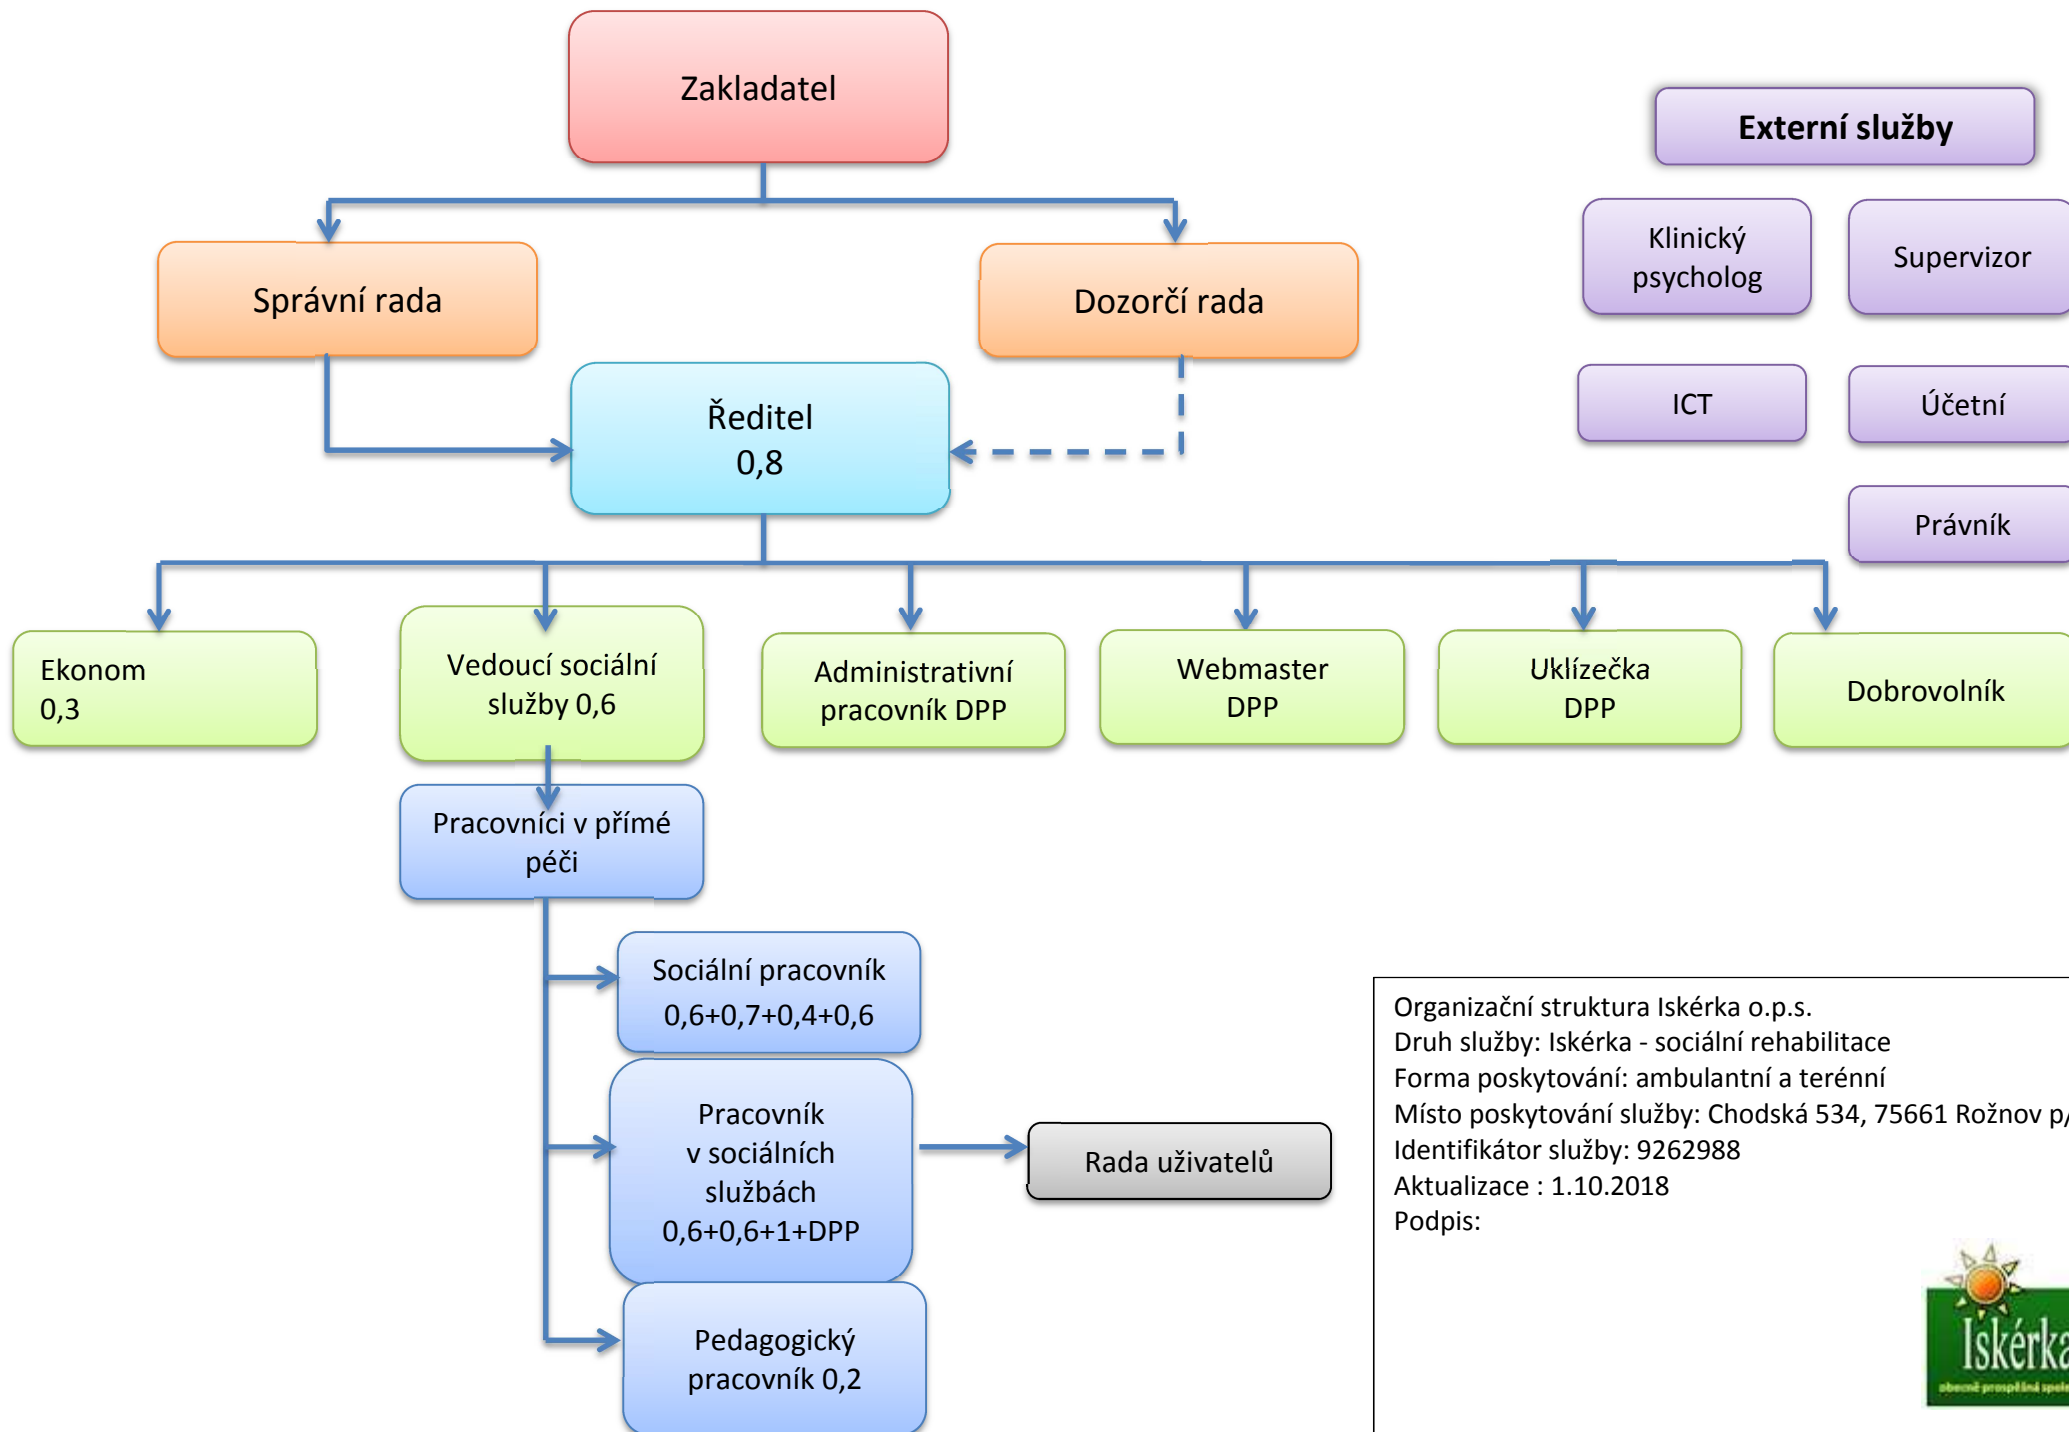 Zakladatel
Externí služby
Klinický
psycholog
Supervizor
Správní rada
Dozorčí rada
Ředitel
0,8
ICT
Účetní
Právník
Ekonom
0,3
Vedoucí sociální
služby 0,6
Administrativní
pracovník DPP
Webmaster
DPP
Uklízečka
DPP
Dobrovolník
Pracovníci v přímé
péči
Sociální pracovník
0,6+0,7+0,4+0,6
Pracovník
v sociálních
službách
0,6+0,6+1+DPP
Rada uživatelů
Pedagogický
pracovník 0,2
Organizační struktura Iskérka o.p.s.
Druh služby: Iskérka - sociální rehabilitace
Forma poskytování: ambulantní a terénní
Místo poskytování služby: Chodská 534, 75661 Rožnov p/
Identifikátor služby: 9262988
Aktualizace : 1.10.2018
Podpis:
Iskérka
obecně prospěšná